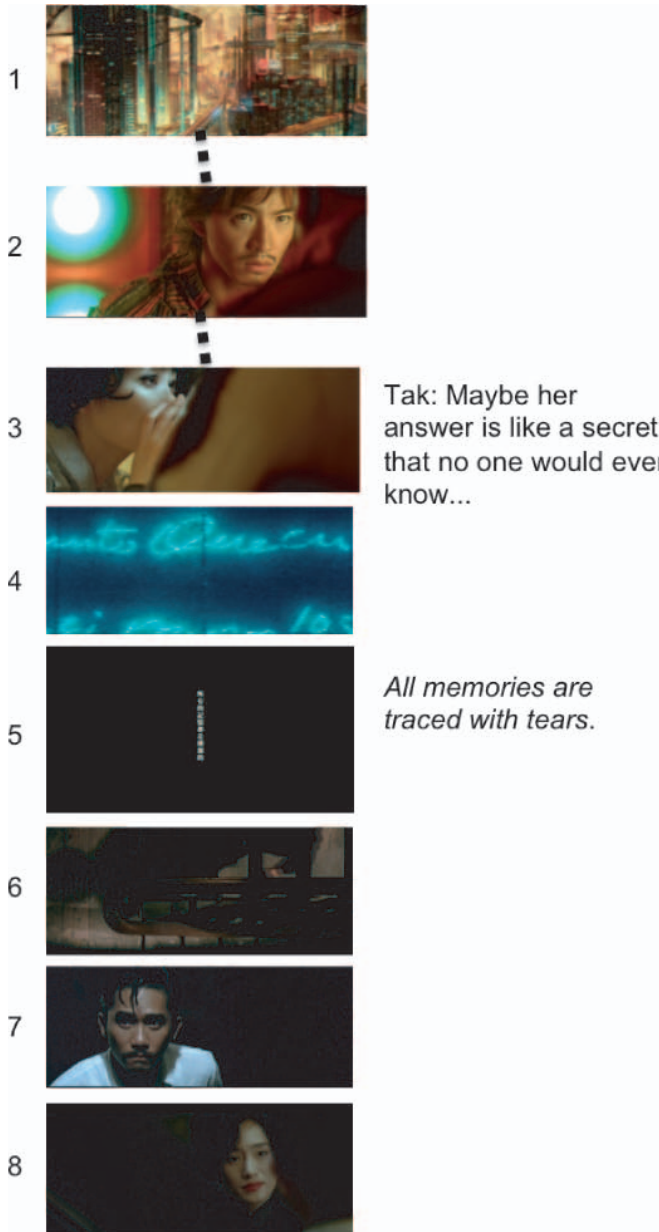 1
2
Tak: Maybe her
3 answer is like a secret
that no one would ever
know...
4
All memories are
5 traced with tears.
6
7
8